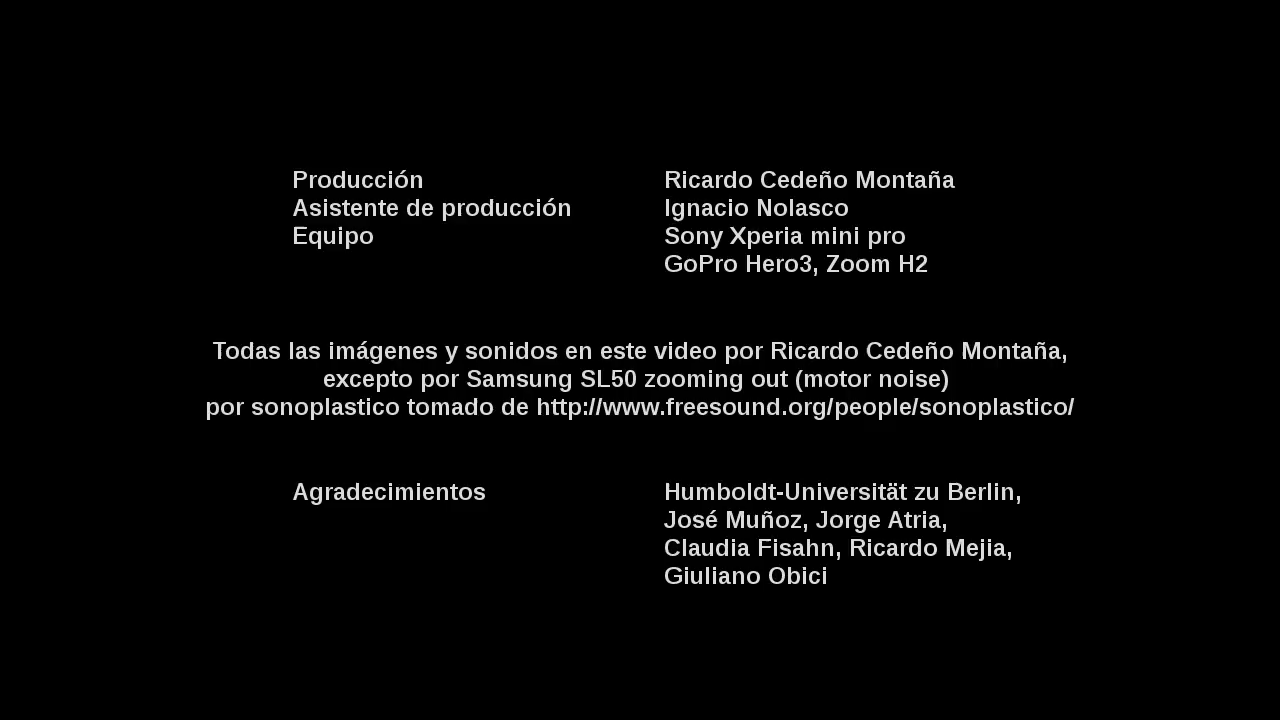 Producción Ricardo Cedeño Montaña
Asistente de producción Ignacio Nolasco
Equipo Sony Xperia mini pro
GoPro Hero3, Zoom H2
Todas las imágenes y sonidos en este video por Ricardo Cedeño Montaña,
excepto por Samsung SL50 zooming out (motor noise)
por sonoplastico tomado de http://www.freesound.org/people/sonoplastico/
Agradecimientos Humboldt-Universität zu Berlin,
José Muñoz, Jorge Atria,
Claudia Fisahn, Ricardo Mejia,
Giuliano Obici